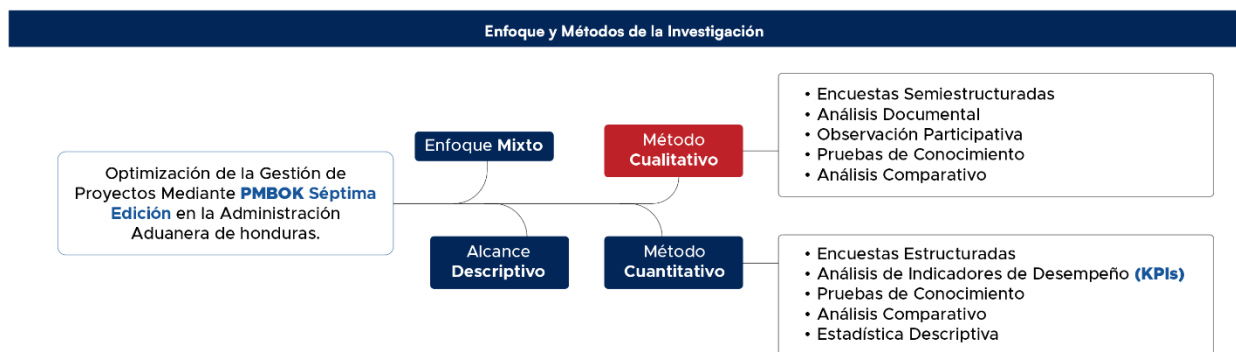 Enfoque y Métodos de la Investigación
Optimización de la Gestión de
Proyectos Mediante PMBOK Séptima
Edición en la Administración
Aduanera de honduras.
Enfoque Mixto
Alcance
Descriptivo
Método
Cualitativo
• Encuestas Semiestructuradas
• Análisis Documental
• Observación Participativa
• Pruebas de Conocimiento
• Análisis Comparativo
Método
Cuantitativo
• Encuestas Estructuradas
• Análisis de Indicadores de Desempeño (KPIs)
• Pruebas de Conocimiento
• Análisis Comparativo
• Estadística Descriptiva